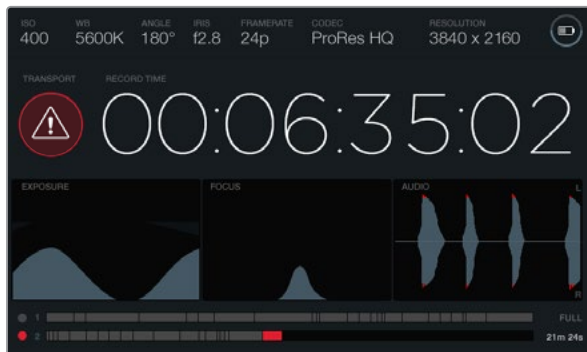 ISO WB ANGLE IRIS FRAMERATE CODEC RESOLUTION
400 5600K 180° f2.8 24p ProRes HQ 3840 x 2160
TRANSPORT RECORD TIME
00:06:35:02
EXPOSURE FOCUS AUDIO L
R
1 FULL
2 21m 24s